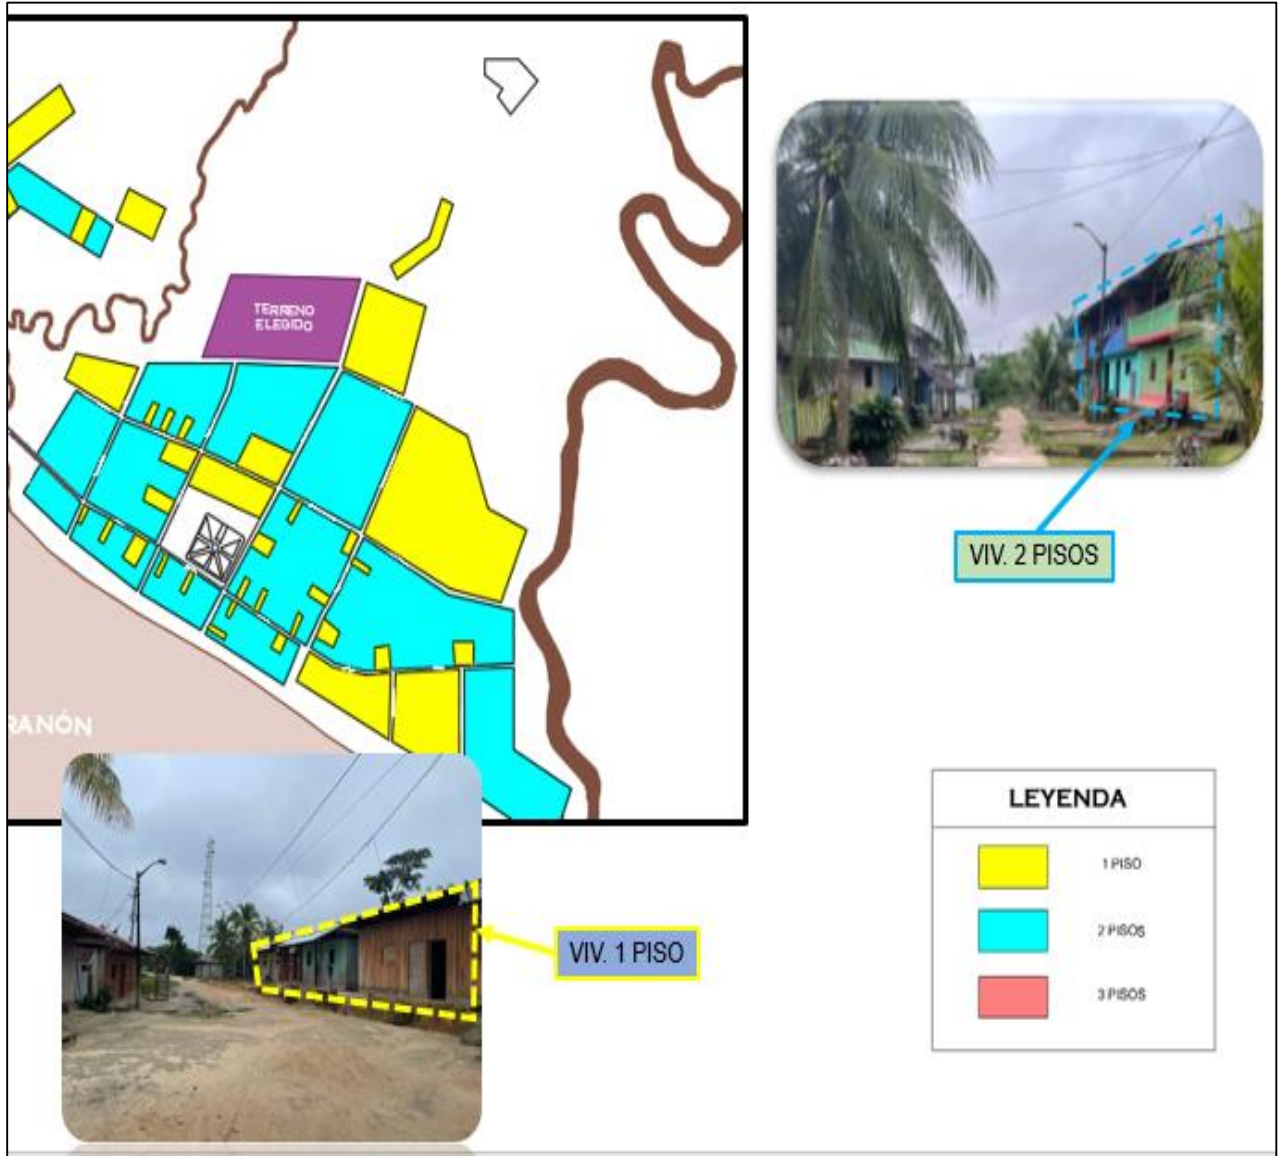 TERRENO
ELEGIDO
VIV. 2 PISOS
RANÓN
LEYENDA
1 PISO
2 PISOS
3 PISOS
VIV. 1 PISO